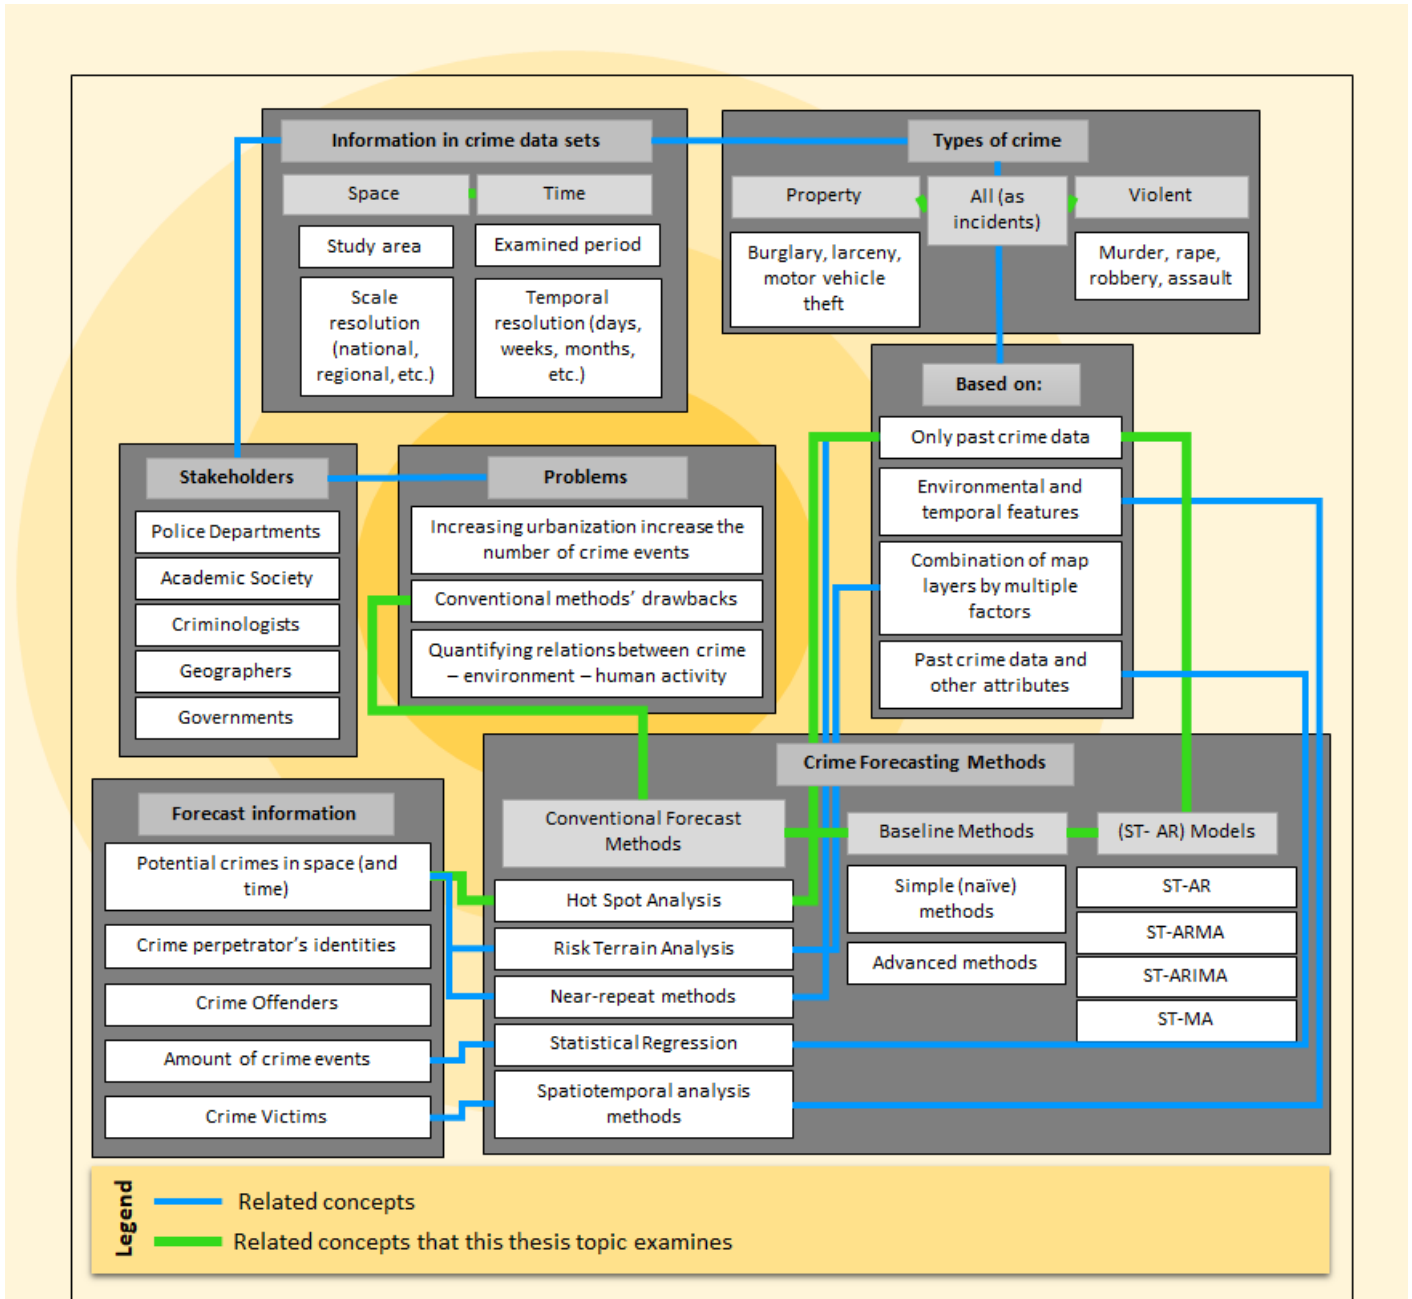 Information in crime data sets
Space
Time
Study area
Examined period
Scale
resolution
(national,
regional, etc.)
Temporal
resolution (days,
weeks, months,
etc.)
Types of crime
Property
All (as
incidents)
Violent
Burglary, larceny,
motor vehicle
theft
Murder, rape,
robbery, assault
Based on:
Only past crime data
Environmental and
temporal features
Combination of map
layers by multiple
factors
Past crime data and
other attributes
Stakeholders
Police Departments
Academic Society
Criminologists
Geographers
Governments
Problems
Increasing urbanization increase the
number of crime events
Conventional methods’ drawbacks
Quantifying relations between crime
– environment – human activity
Forecast information
Potential crimes in space (and
time)
Crime perpetrator’s identities
Crime Offenders
Amount of crime events
Crime Victims
Crime Forecasting Methods
Conventional Forecast
Methods
Hot Spot Analysis
Risk Terrain Analysis
Near-repeat methods
Statistical Regression
Spatiotemporal analysis
methods
Baseline Methods
Simple (naïve)
methods
Advanced methods
(ST- AR) Models
ST-AR
ST-ARMA
ST-ARIMA
ST-MA
Legend
Related concepts
Related concepts that this thesis topic examines